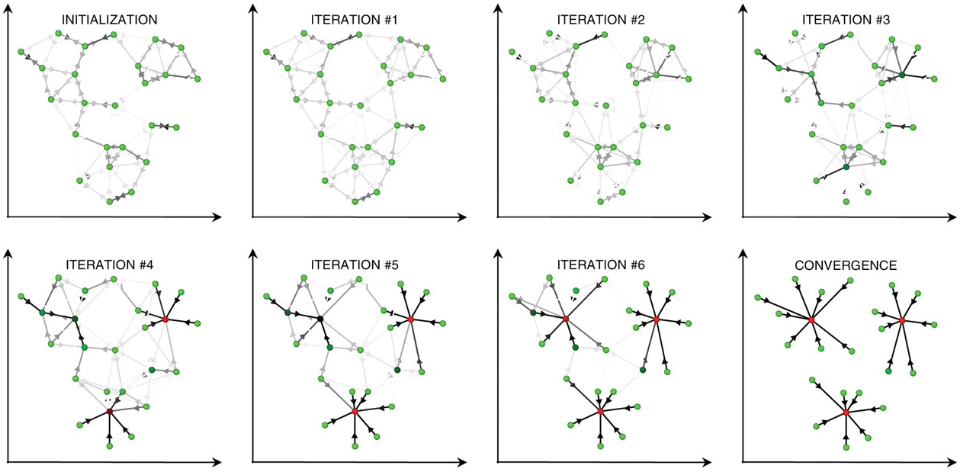 INITIALIZATION
ITERATION #1
ITERATION #2
ITERATION #3
ITERATION #4
ITERATION #5
ITERATION #6
CONVERGENCE